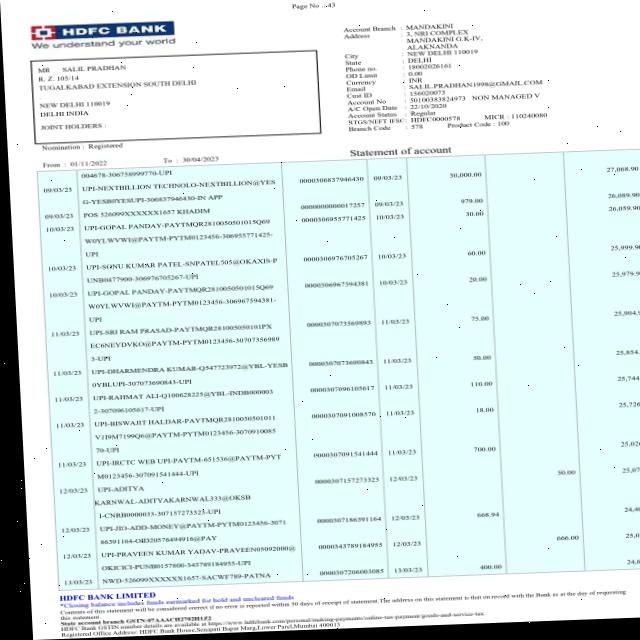 Page No .: 43
HDFC BANK
We understand your world
MR SALIL PRADHAN
R. Z. 105/14
TUGALKABAD EXTENSION SOUTH DELHI
NEW DELHI 110019
DELHI INDIA
JOINT HOLDERS :
Account Branch : MANDAKINI
Address : 3, NRI COMPLEX
MANDAKINI G.K-IV,
ALAKNANDA
City : NEW DELHI 110019
State : DELHI
Phone no. : 18002026161
OD Limit : 0.00
Currency : INR
Email : SALIL.PRADHAN1998@GMAIL.COM
Cust ID : 156020073
Account No : 50100383824973 NON MANAGED V
A/C Open Date : 22/10/2020
Account Status : Regular
RTGS/NEFT IFSC: HDFC0000578 MICR : 110240080
Branch Code : 578 Product Code : 100
Nomination : Registered
From : 01/11/2022 To : 30/04/2023
Statement of account
004678-306758999770-UPI
09/03/23 UPI-NEXTBILLION TECHNOLO-NEXTBILLION@YES 0000306837946430 09/03/23 30,000.00 27,068.90
G-YESB0YESUPI-306837946430-IN APP
09/03/23 POS 526099XXXXXX1657 KHADIM 0000000000017257 09/03/23 979.00 26,089.90
10/03/23 UPI-GOPAL PANDAY-PAYTMQR2810050501015Q69 0000306955771425 10/03/23 30.00 26,059.90
W0YLWVWI@PAYTM-PYTM0123456-306955771425-
UPI
10/03/23 UPI-SONU KUMAR PATEL-SNPATEL505@OKAXIS-P 0000306976705267 10/03/23 60.00 25,999.90
UNB0477900-306976705267-UPI
10/03/23 UPI-GOPAL PANDAY-PAYTMQR2810050501015Q69 0000306967594381 10/03/23 20.00 25,979.9
W0YLWVWI@PAYTM-PYTM0123456-306967594381-
UPI
11/03/23 UPI-SRI RAM PRASAD-PAYTMQR281005050101PX 0000307073569893 11/03/23 75.00 25,904.9
EC6NEYDVKO@PAYTM-PYTM0123456-30707356989
3-UPI
11/03/23 UPI-DHARMENDRA KUMAR-Q547723972@YBL-YESB 0000307073690843 11/03/23 50.00 25,854.
0YBLUPI-307073690843-UPI
11/03/23 UPI-RAHMAT ALI-Q100628225@YBL-INDB000003 0000307096105617 11/03/23 110.00 25,744
2-307096105617-UPI
11/03/23 UPI-BISWAJIT HALDAR-PAYTMQR2810050501011 0000307091008570 11/03/23 18.00 25,726
V1I9M7199Q6@PAYTM-PYTM0123456-3070910085
70-UPI
11/03/23 UPI-IRCTC WEB UPI-PAYTM-651536@PAYTM-PYT 0000307091541444 11/03/23 700.00 25,026
M0123456-307091541444-UPI
12/03/23 UPI-ADITYA 0000307157273323 12/03/23 50.00 25,07
KARNWAL-ADITYAKARNWAL333@OKSB
I-CNRB0000033-307157273323-UPI
12/03/23 UPI-JIO-ADD-MONEY@PAYTM-PYTM0123456-3071 0000307186391164 12/03/23 668.94 24,40
86391164-OID20576494916@PAY
12/03/23 UPI-PRAVEEN KUMAR YADAV-PRAVEEN05092000@ 0000343789184955 12/03/23 666.00 25,0
OKICICI-PUNB0157800-343789184955-UPI
13/03/23 NWD-526099XXXXXX1657-SACWF789-PATNA 0000307206003085 13/03/23 400.00 24,6
HDFC BANK LIMITED
*Closing balance includes funds earmarked for hold and uncleared funds
Contents of this statement will be considered correct if no error is reported within 30 days of receipt of statement.The address on this statement is that on record with the Bank as at the day of requesting
this statement.
State account branch GSTN:07AAACH2702H1Z2
HDFC Bank GSTIN number details are available at https://www.hdfcbank.com/personal/making-payments/online-tax-payment/goods-and-service-tax.
Registered Office Address: HDFC Bank House,Senapati Bapat Marg,Lower Parel,Mumbai 400013